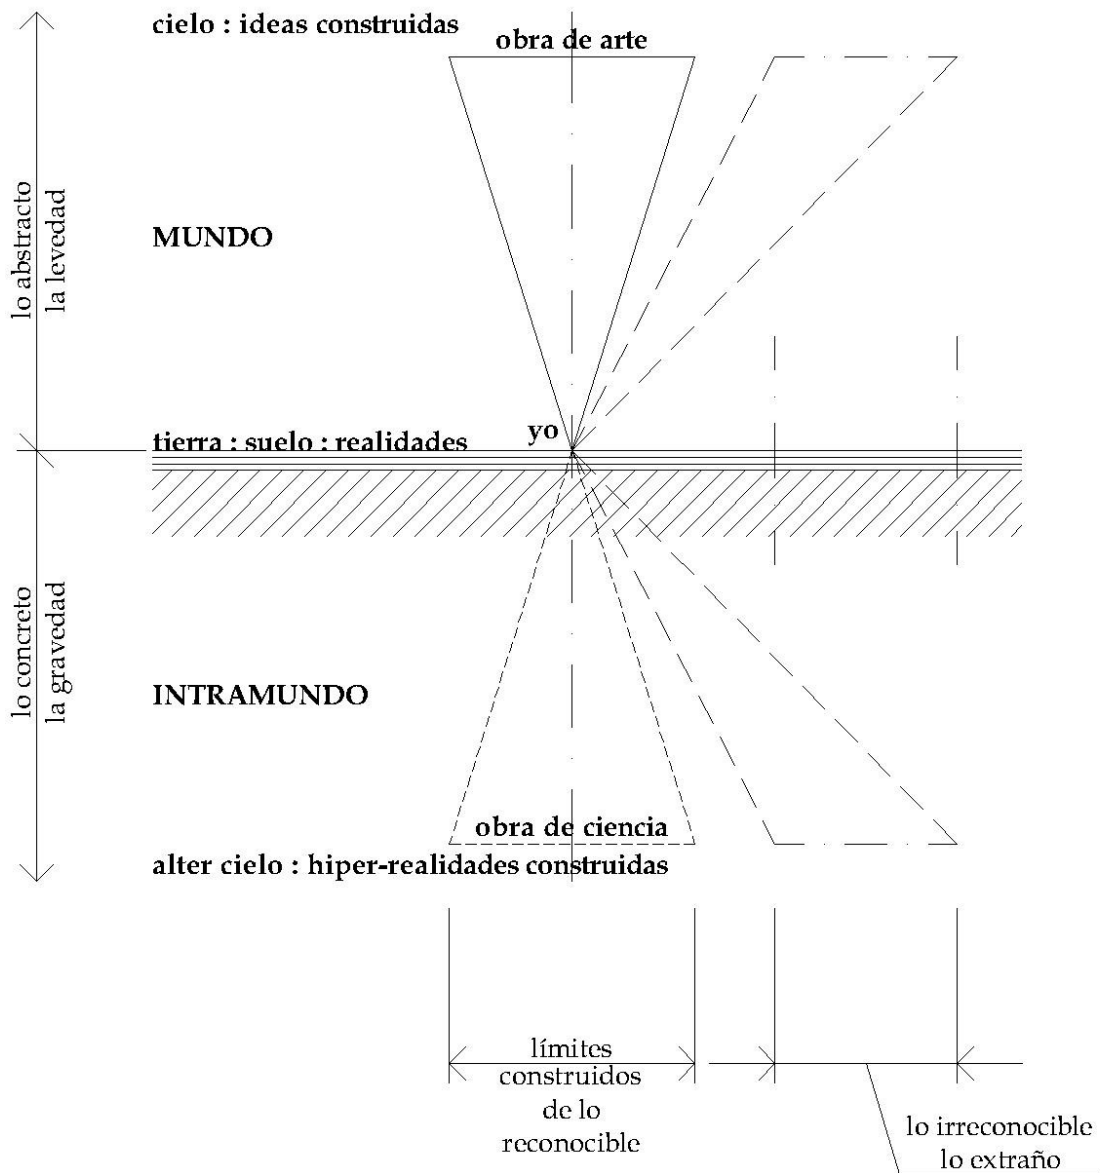 cielo : ideas construidas
obra de arte
lo abstracto
la levedad
MUNDO
yo
tierra : suelo : realidades
lo concreto
la gravedad
INTRAMUNDO
obra de ciencia
alter cielo : hiper-realidades construidas
límites
construidos
de lo
reconocible
lo irreconocible
lo extraño